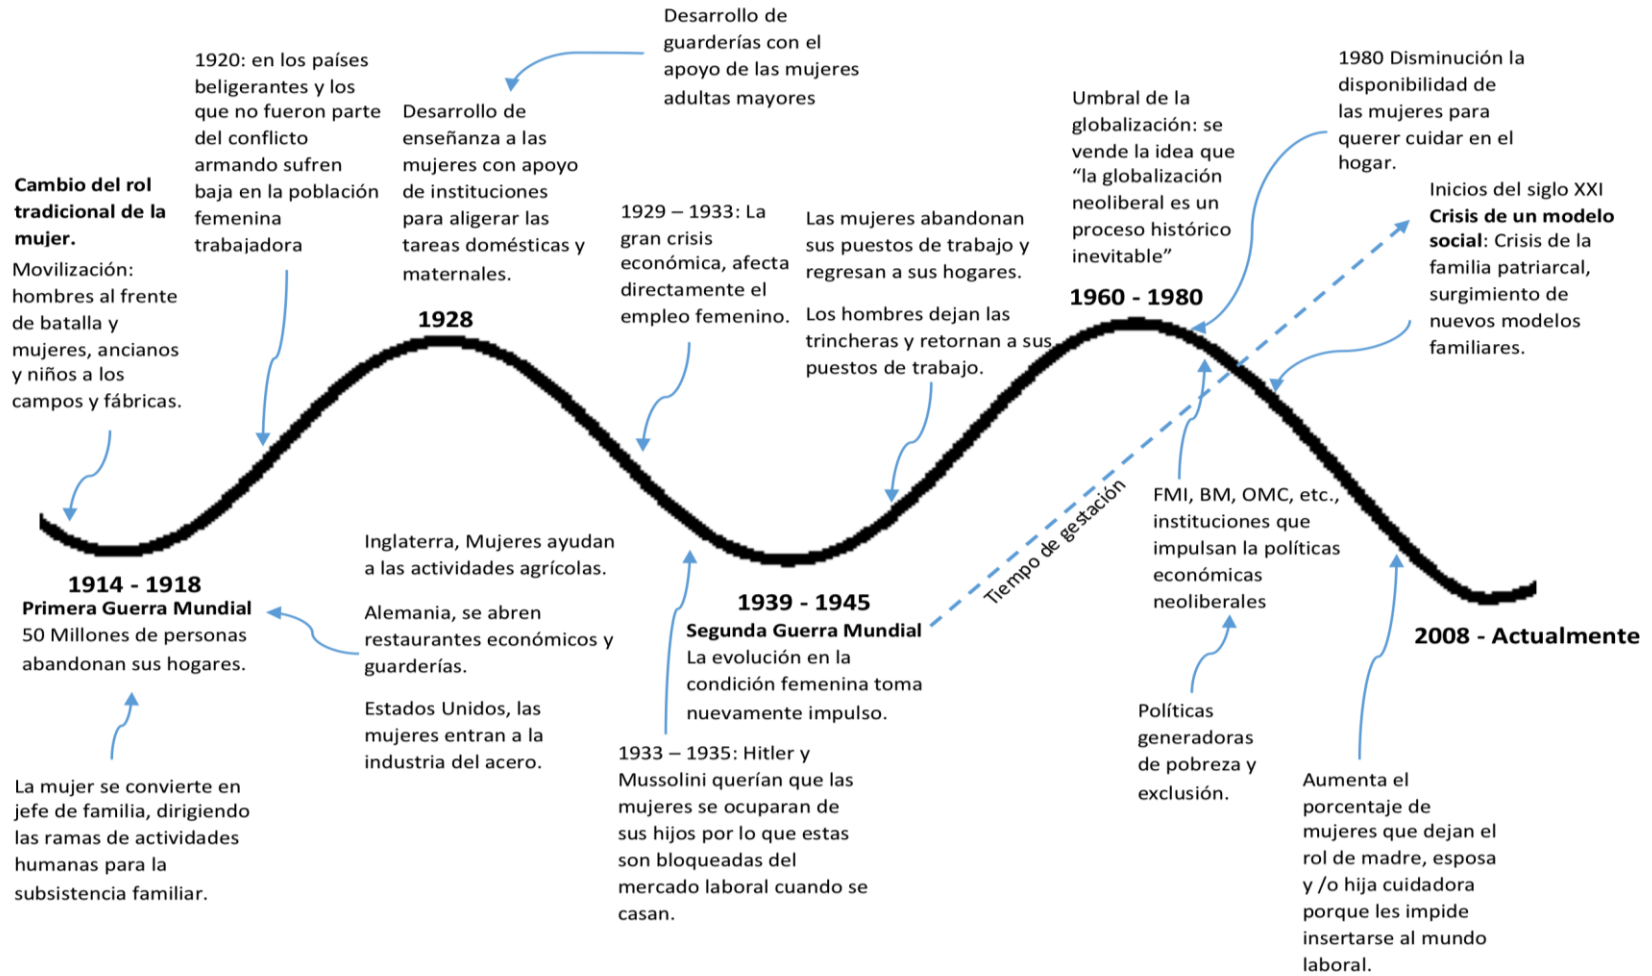 Cambio del rol
tradicional de la
mujer.
Movilización:
hombres al frente
de batalla y
mujeres, ancianos
y niños a los
campos y fábricas.
1920: en los países
beligerantes y los
que no fueron parte
del conflicto
armando sufren
baja en la población
femenina
trabajadora
Desarrollo de
guarderías con el
apoyo de las mujeres
adultas mayores
Desarrollo de
enseñanza a las
mujeres con apoyo
de instituciones
para aligerar las
tareas domésticas y
maternales.
1928
1929 – 1933: La
gran crisis
económica, afecta
directamente el
empleo femenino.
Las mujeres abandonan
sus puestos de trabajo y
regresan a sus hogares.
Los hombres dejan las
trincheras y retornan a sus
puestos de trabajo.
Umbral de la
globalización: se
vende la idea que
“la globalización
neoliberal es un
proceso histórico
inevitable”
1960 - 1980
1980 Disminución la
disponibilidad de
las mujeres para
querer cuidar en el
hogar.
Inicios del siglo XXI
Crisis de un modelo
social: Crisis de la
familia patriarcal,
surgimiento de
nuevos modelos
familiares.
1914 - 1918
Primera Guerra Mundial
50 Millones de personas
abandonan sus hogares.
La mujer se convierte en
jefe de familia, dirigiendo
las ramas de actividades
humanas para la
subsistencia familiar.
Inglaterra, Mujeres ayudan
a las actividades agrícolas.
Alemania, se abren
restaurantes económicos y
guarderías.
Estados Unidos, las
mujeres entran a la
industria del acero.
1939 - 1945
Segunda Guerra Mundial
La evolución en la
condición femenina toma
nuevamente impulso.
1933 – 1935: Hitler y
Mussolini querían que las
mujeres se ocuparan de
sus hijos por lo que estas
son bloqueadas del
mercado laboral cuando se
casan.
Tiempo de gestación
FMI, BM, OMC, etc.,
instituciones que
impulsan la políticas
económicas
neoliberales
Políticas
generadoras
de pobreza y
exclusión.
2008 - Actualmente
Aumenta el
porcentaje de
mujeres que dejan el
rol de madre, esposa
y /o hija cuidadora
porque les impide
insertarse al mundo
laboral.